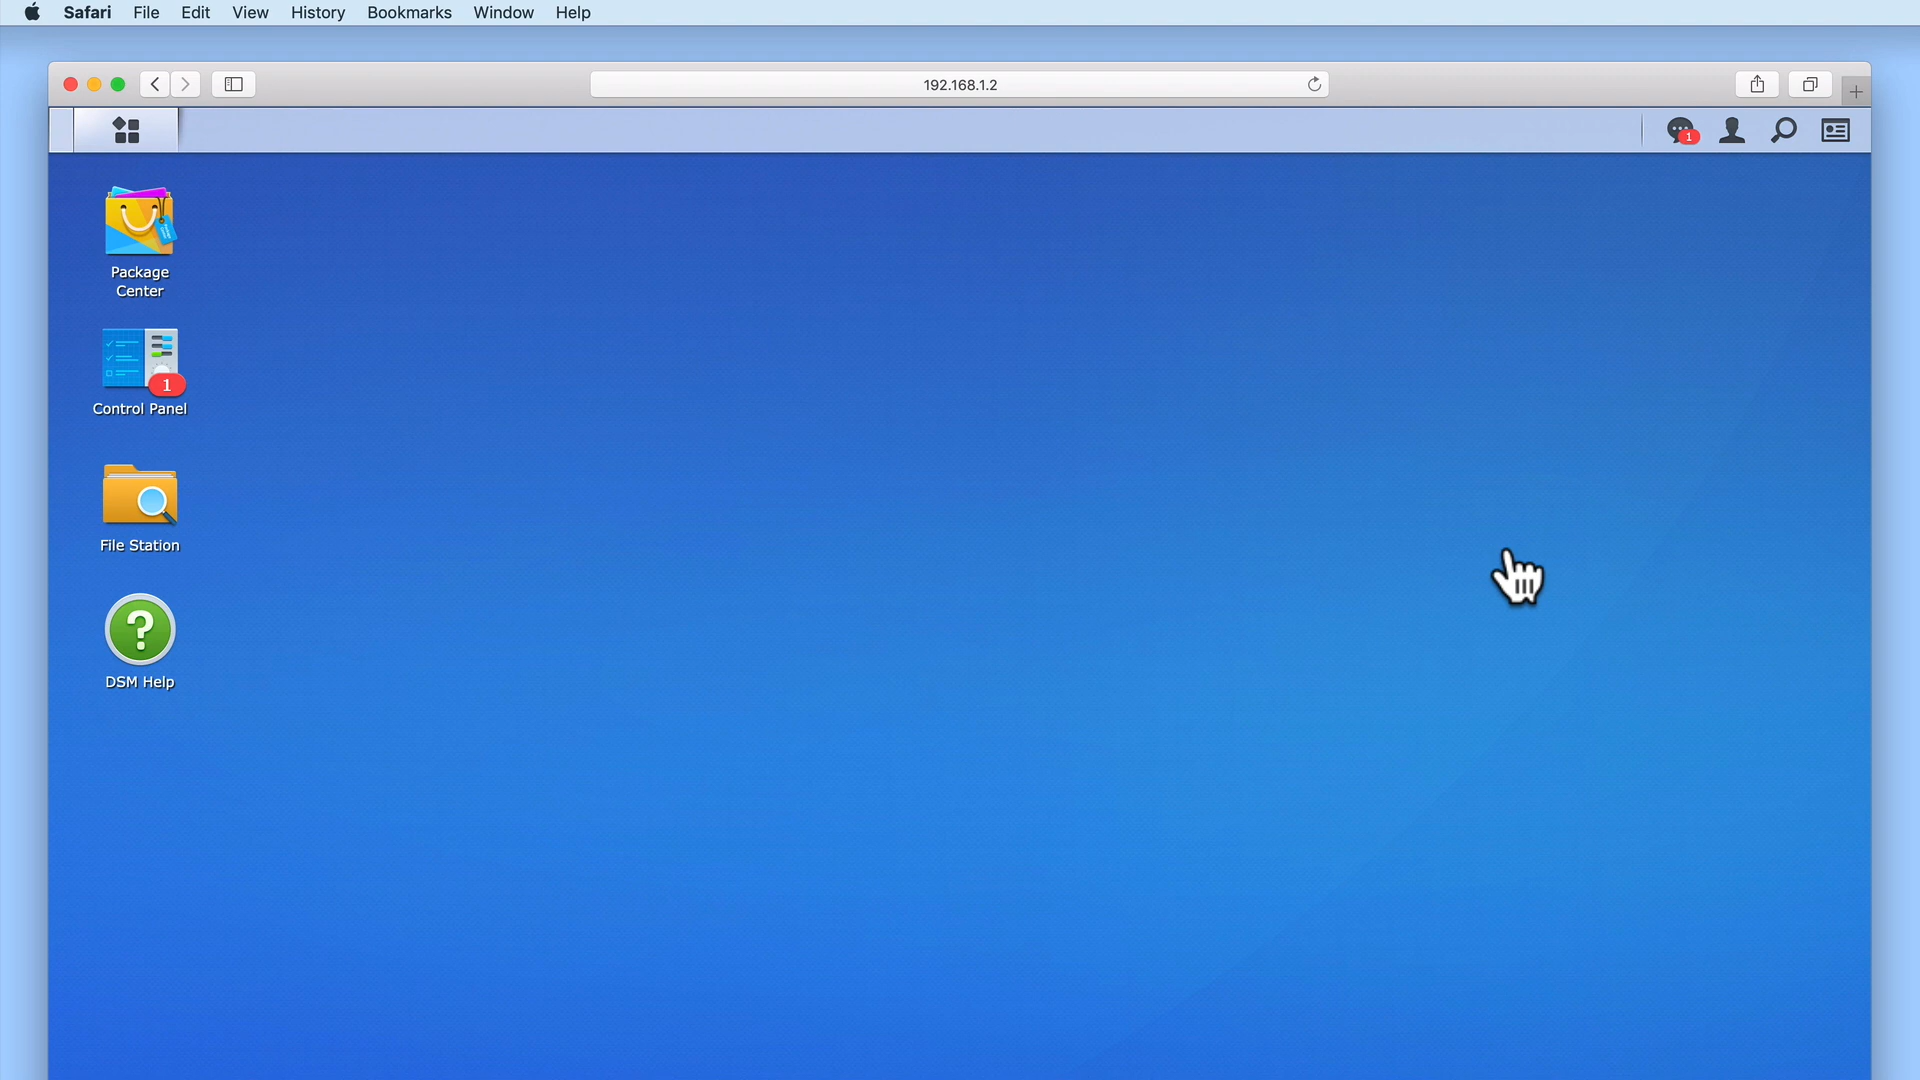 Safari File Edit View History Bookmarks Window Help
192.168.1.2
1
Package
Center
1
Control Panel
File Station
?
DSM Help